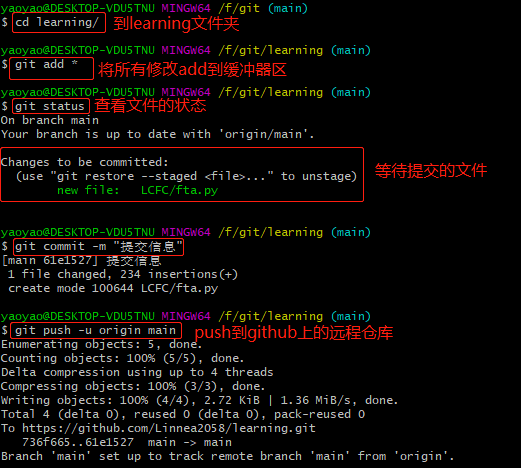 yaoyao@DESKTOP-VDU5TNU MINGW64 /f/git (main)
$ cd learning/ 到learning文件夹
yaoyao@DESKTOP-VDU5TNU MINGW64 /f/git/learning (main)
$ git add * 将所有修改add到缓冲器区
yaoyao@DESKTOP-VDU5TNU MINGW64 /f/git/learning (main)
$ git status 查看文件的状态
On branch main
Your branch is up to date with 'origin/main'.
Changes to be committed:
(use "git restore --staged <file>..." to unstage) 等待提交的文件
new file: LCFC/fta.py
yaoyao@DESKTOP-VDU5TNU MINGW64 /f/git/learning (main)
$ git commit -m "提交信息"
[main 61e1527] 提交信息
1 file changed, 234 insertions(+)
create mode 100644 LCFC/fta.py
yaoyao@DESKTOP-VDU5TNU MINGW64 /f/git/learning (main)
$ git push -u origin main push到github上的远程仓库
Enumerating objects: 5, done.
Counting objects: 100% (5/5), done.
Delta compression using up to 4 threads
Compressing objects: 100% (3/3), done.
Writing objects: 100% (4/4), 2.72 KiB | 1.36 MiB/s, done.
Total 4 (delta 0), reused 0 (delta 0), pack-reused 0
To https://github.com/Linnea2058/learning.git
736f665..61e1527 main -> main
Branch 'main' set up to track remote branch 'main' from 'origin'.